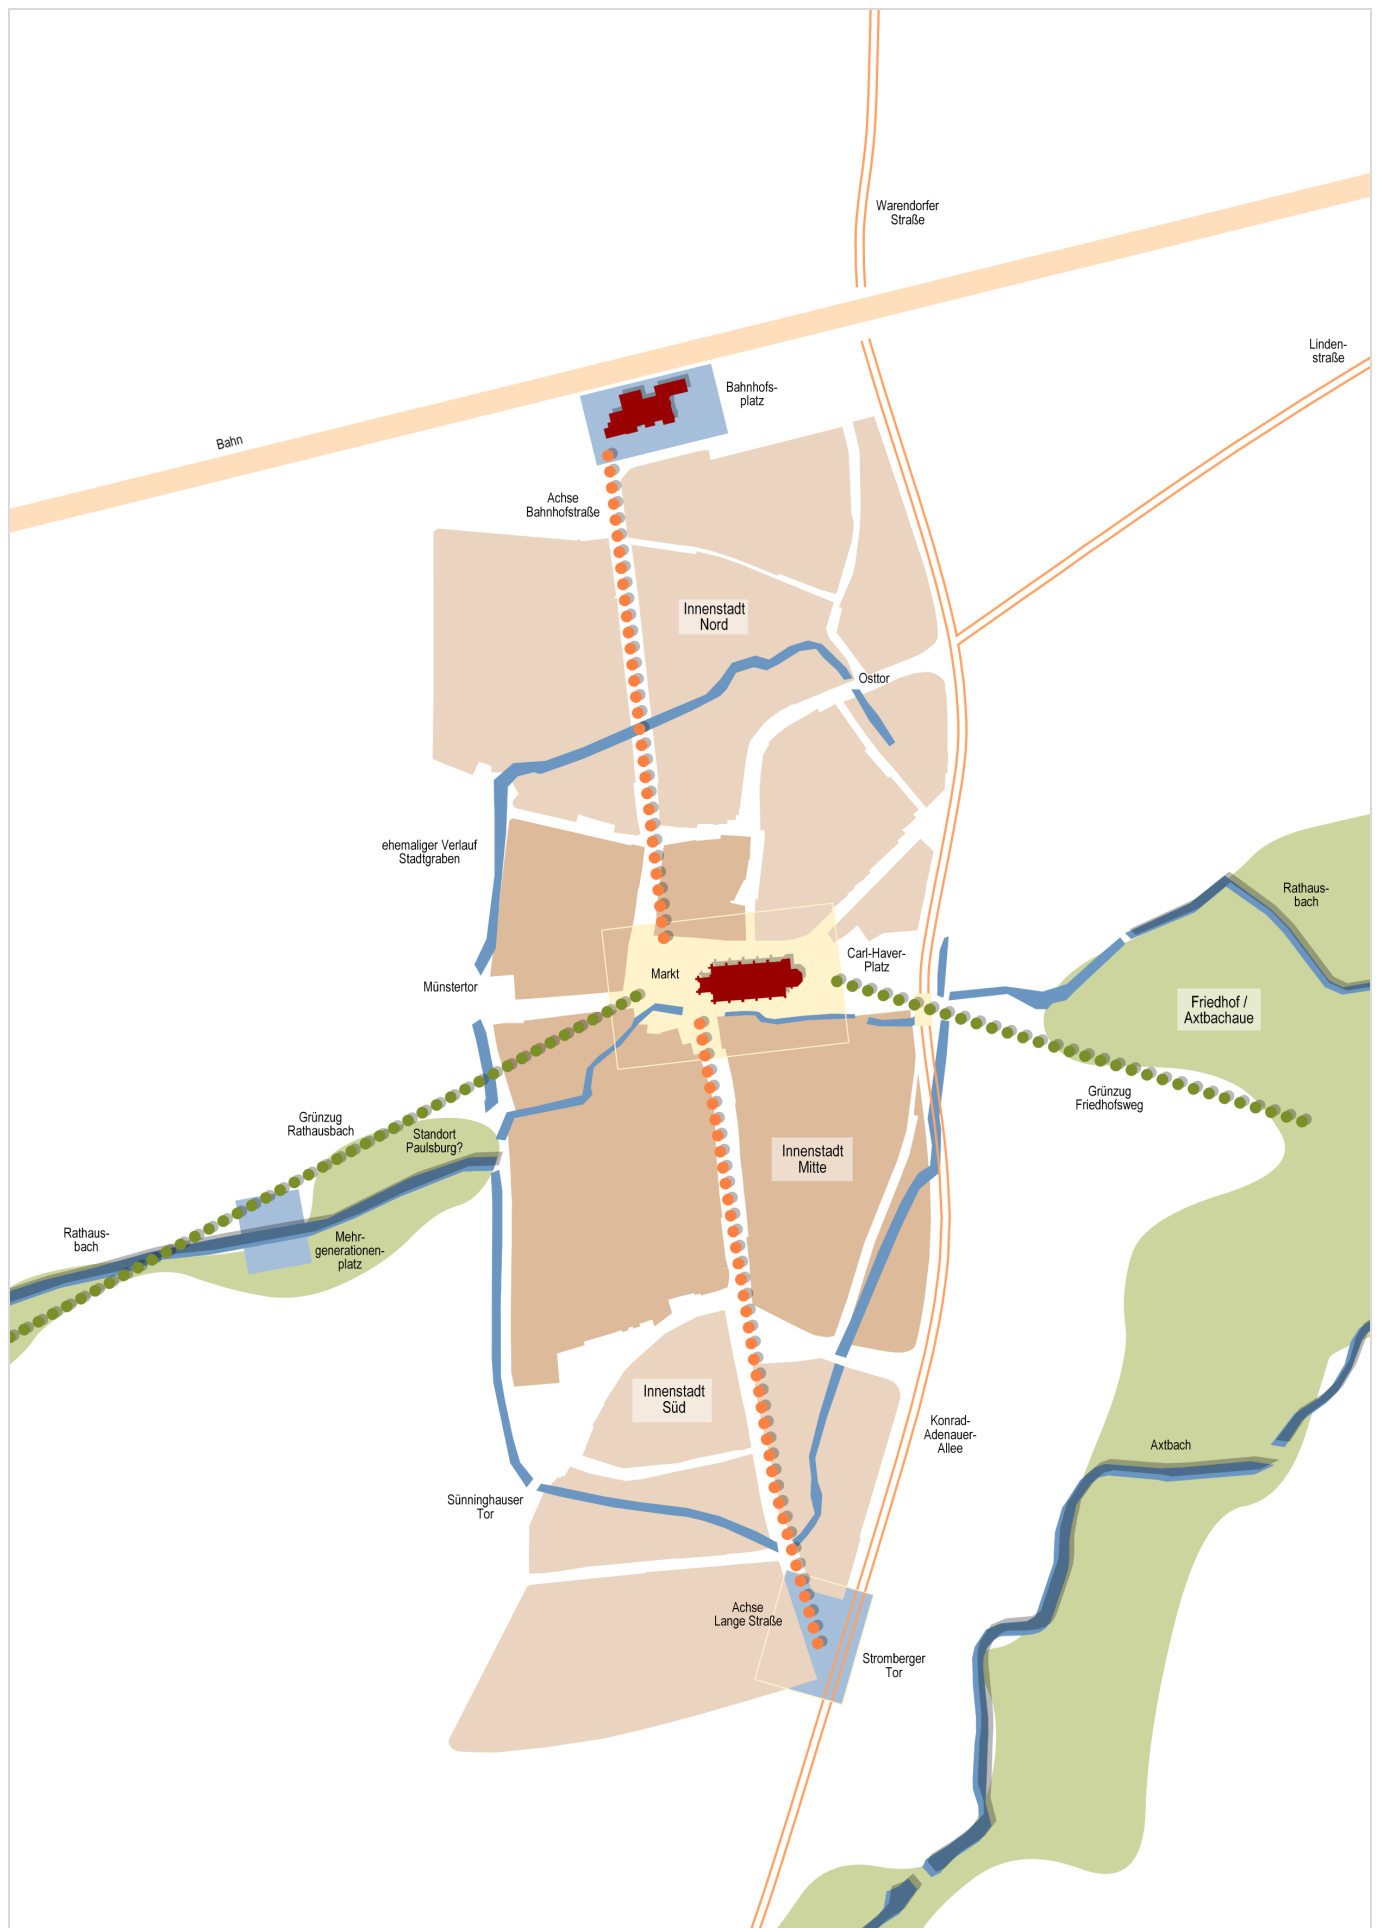 Warendorfer
Straße
Linden-
straße
Bahnhofs-
platz
Bahn
Achse
Bahnhofstraße
Innenstadt
Nord
Osttor
ehemaliger Verlauf
Stadtgraben
Rathaus-
bach
Carl-Haver-
Platz
Markt
Münstertor
Friedhof /
Axtbachaue
Grünzug
Friedhofsweg
Grünzug
Rathausbach
Standort
Paulsburg?
Innenstadt
Mitte
Rathaus-
bach
Mehr-
generationen-
platz
Innenstadt
Süd
Konrad-
Adenauer-
Allee
Axtbach
Sünninghauser
Tor
Achse
Lange Straße
Stromberger
Tor